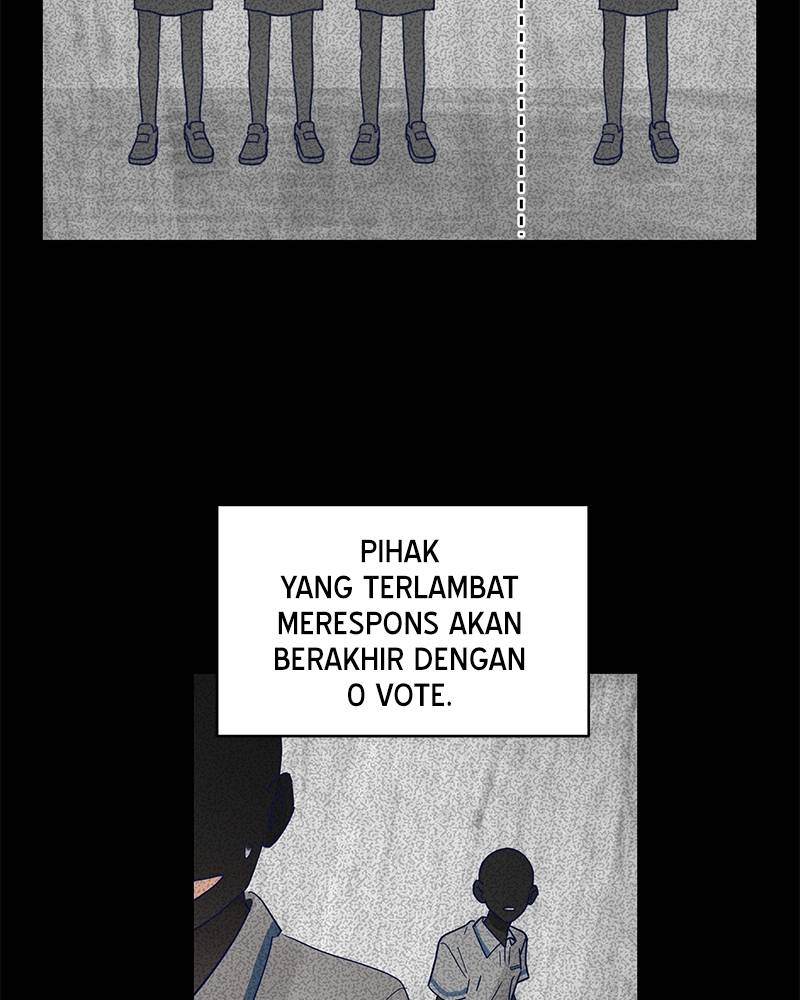 PIHAK
YANG TERLAMBAT
MERESPONS AKAN
BERAKHIR DENGAN
0 VOTE.